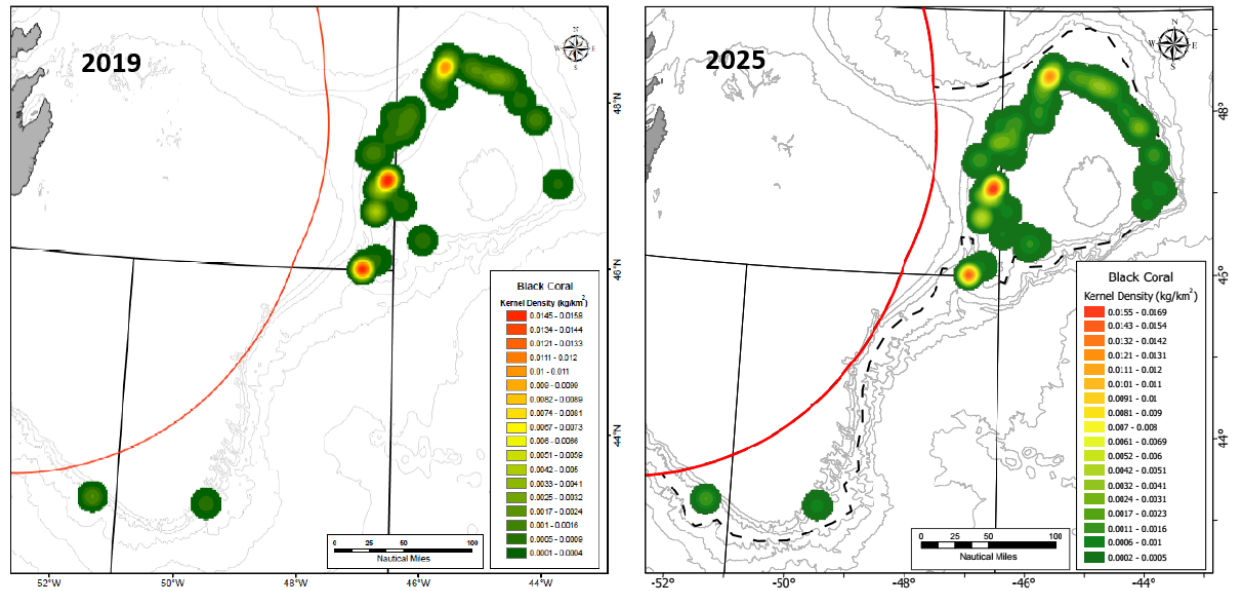 2019
N
W
E
S
48°N
46°N
44°N
Black Coral
Kernel Density (kg/km²)
0.0145 - 0.0158
0.0134 - 0.0144
0.0121 - 0.0133
0.0111 - 0.012
0.01 - 0.011
0.009 - 0.0099
0.0082 - 0.0089
0.0074 - 0.0081
0.0067 - 0.0073
0.006 - 0.0066
0.0051 - 0.0059
0.0042 - 0.005
0.0033 - 0.0041
0.0025 - 0.0032
0.0017 - 0.0024
0.001 - 0.0016
0.0005 - 0.0009
0.0001 - 0.0004
0 25 50 100
Nautical Miles
52°W 50°W 48°W 46°W 44°W
2025
N
W
E
S
48°
46°
44°
Black Coral
Kernel Density (kg/km²)
0.0155 - 0.0169
0.0143 - 0.0154
0.0132 - 0.0142
0.0121 - 0.0131
0.0111 - 0.012
0.0101 - 0.011
0.0091 - 0.01
0.0081 - 0.009
0.007 - 0.008
0.0061 - 0.0069
0.0052 - 0.006
0.0042 - 0.0051
0.0032 - 0.0041
0.0024 - 0.0031
0.0017 - 0.0023
0.0011 - 0.0016
0.0006 - 0.001
0.0002 - 0.0005
0 25 50 100
Nautical Miles
-52° -50° -48° -46° -44°